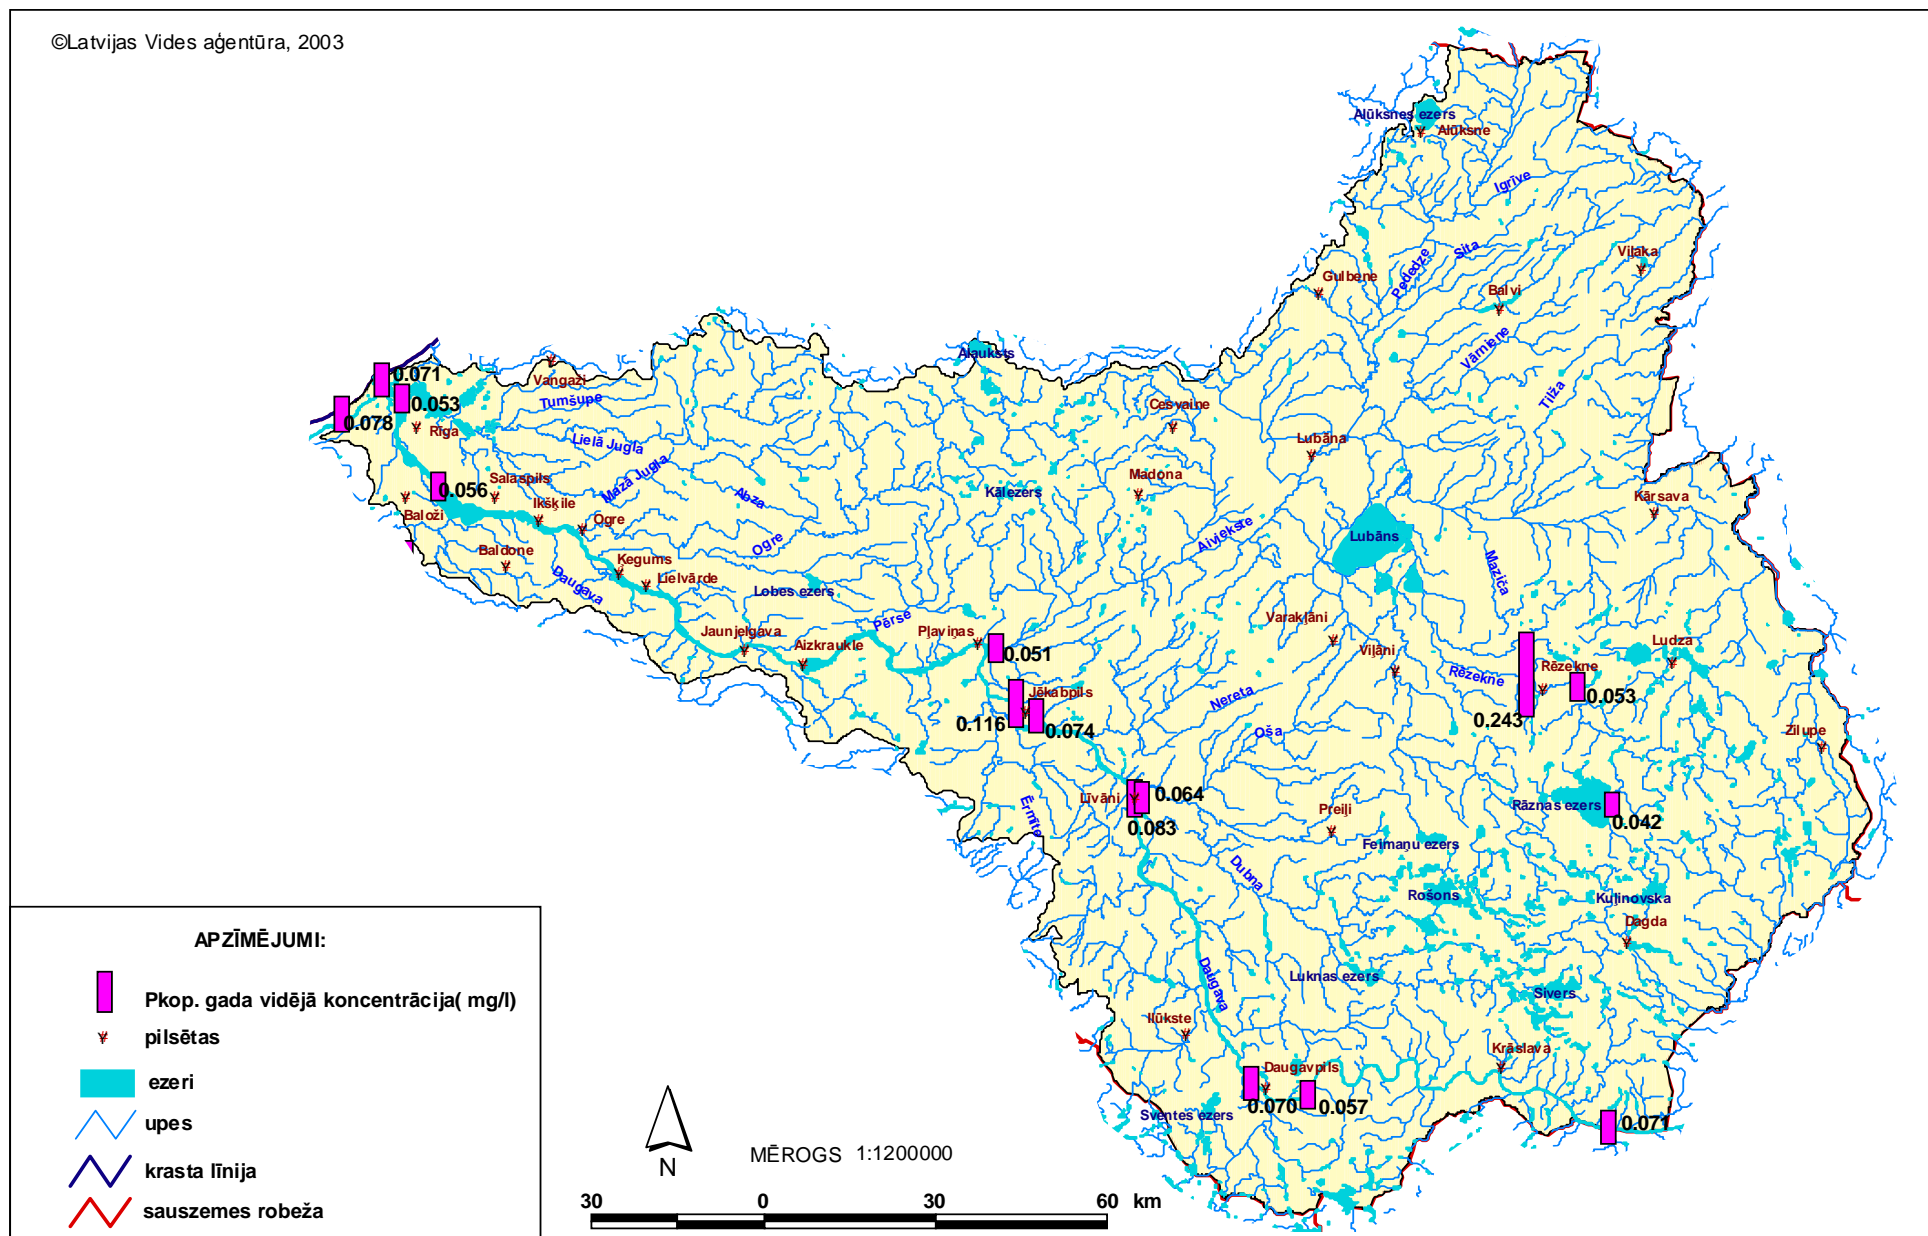 ©Latvijas Vides aģentūra, 2003
Alūksnes ezers
Alūksne
Igrīve
Sita
Pededze
Viļaka
Gulbene
Balvi
Vārniene
Alauksts
0.071
Vangaži
0.053
Tumšupe
Tilža
0.078
Rīga
Cesvaine
Lielā Jugla
Lubāna
Mazā Jugla
Salaspils
0.056
Abza
Kālezers
Madona
Kārsava
Baloži
Ikšķile
Ogre
Aiviekste
Lubāns
Baldone
Ogre
Ķegums
Lielvārde
Daugava
Lobes ezers
Maziča
Pērse
Varakļāni
Jaunjelgava
Aizkraukle
Pļaviņas
0.051
Viļāni
Rēzekne
Rēzekne
Ludza
Jēkabpils
Nereta
0.053
0.116
0.074
0.243
Oša
Zilupe
Līvāni
0.064
0.083
Ērmīte
Preiļi
Rāznas ezers
0.042
Feimaņu ezers
Dubna
Rošons
Kuļinovska
Dagda
Daugava
Luknas ezers
Sivers
Ilūkste
Krāslava
Daugavpils
0.070
0.057
Sventes ezers
0.071
APZĪMĒJUMI:
Pkop. gada vidējā koncentrācija( mg/l)
pilsētas
ezeri
upes
krasta līnija
sauszemes robeža
N
MĒROGS 1:1200000
30 0 30 60 km